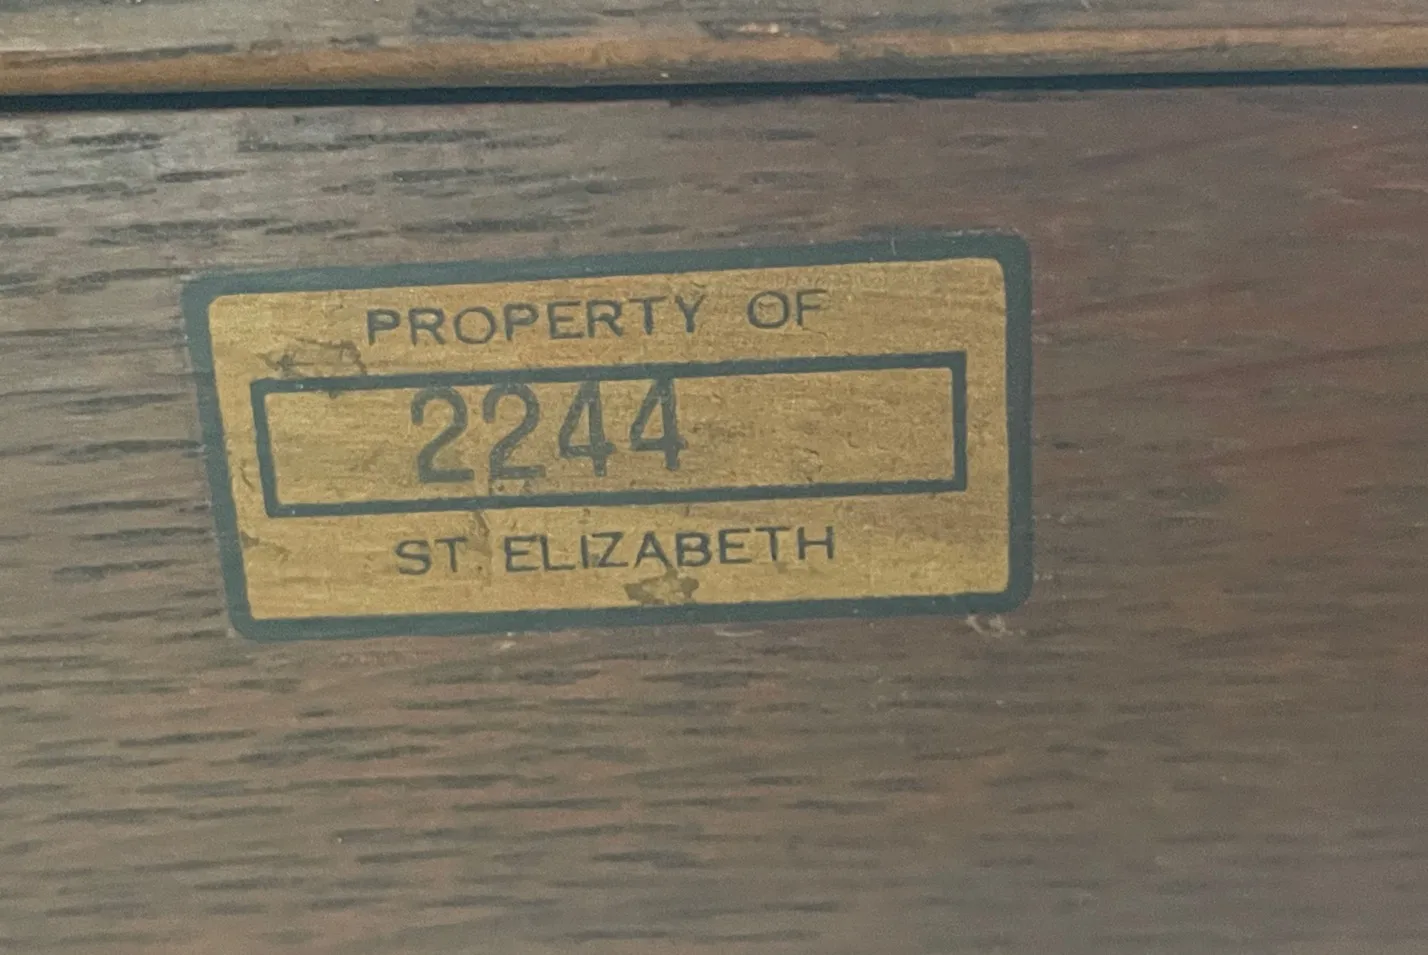 PROPERTY OF
2244
ST. ELIZABETH